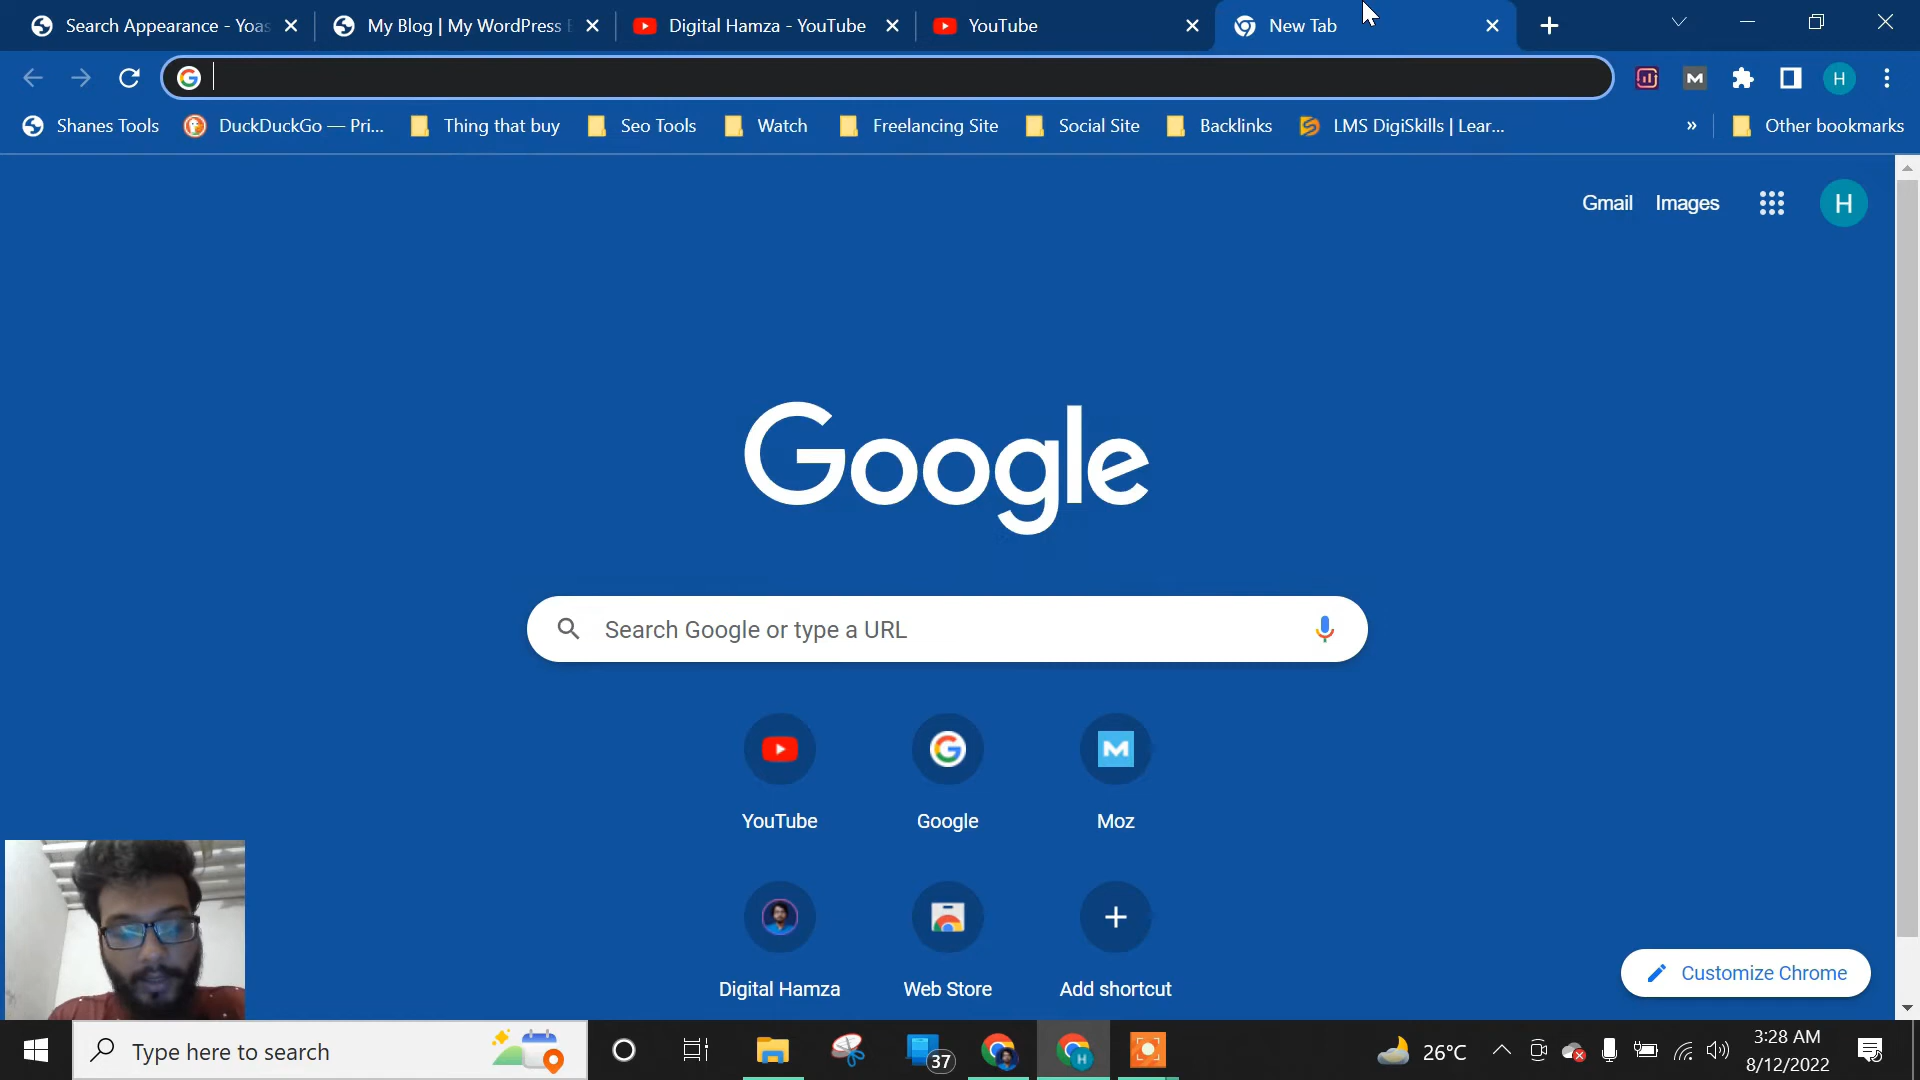 Search Appearance - Yoas
My Blog | My WordPress
Digital Hamza - YouTube
YouTube
New Tab
Shanes Tools
DuckDuckGo — Pri...
Thing that buy
Seo Tools
Watch
Freelancing Site
Social Site
Backlinks
LMS DigiSkills | Lear...
»
Other bookmarks
Gmail
Images
H
Google
Search Google or type a URL
YouTube
Google
Moz
Digital Hamza
Web Store
Add shortcut
Customize Chrome
Type here to search
37
26°C
3:28 AM
8/12/2022